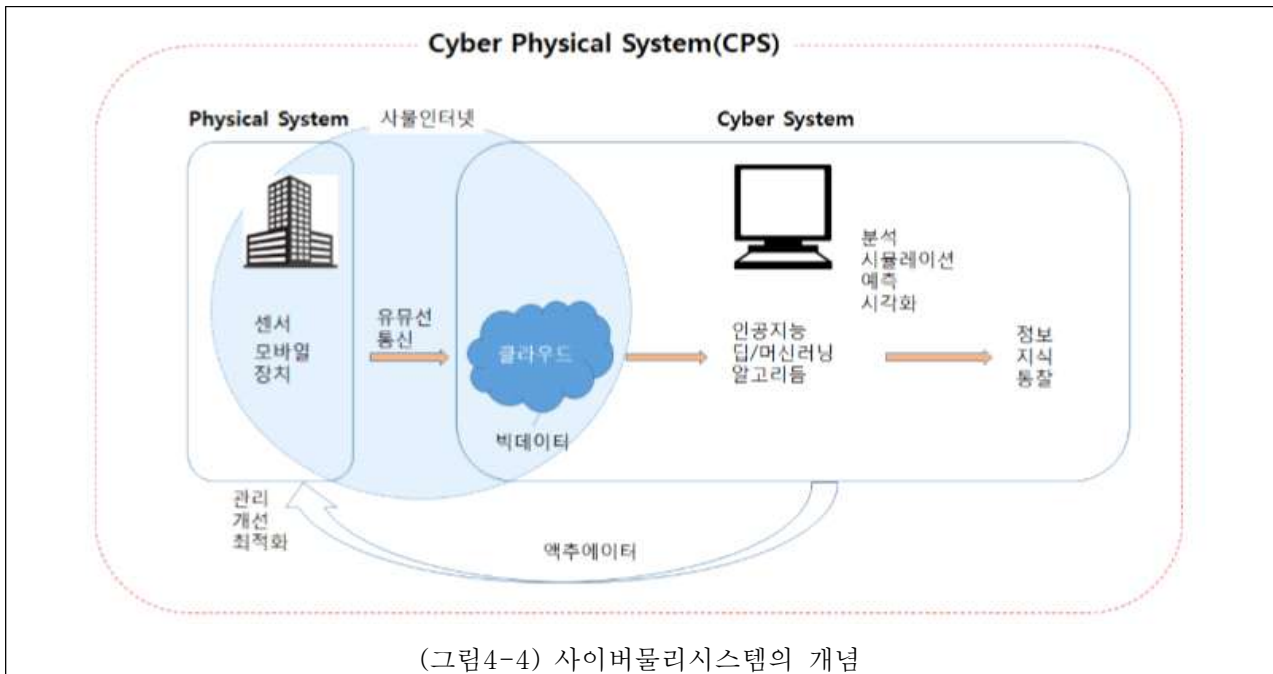 Cyber Physical System(CPS)
Physical System
사물인터넷
Cyber System
센서
모바일
장치
유뮤선
통신
클라우드
빅데이터
분석
시뮬레이션
예측
시각화
인공지능
딥/머신러닝
알고리듬
정보
지식
통찰
관리
개선
최적화
액추에이터
(그림4-4) 사이버물리시스템의 개념